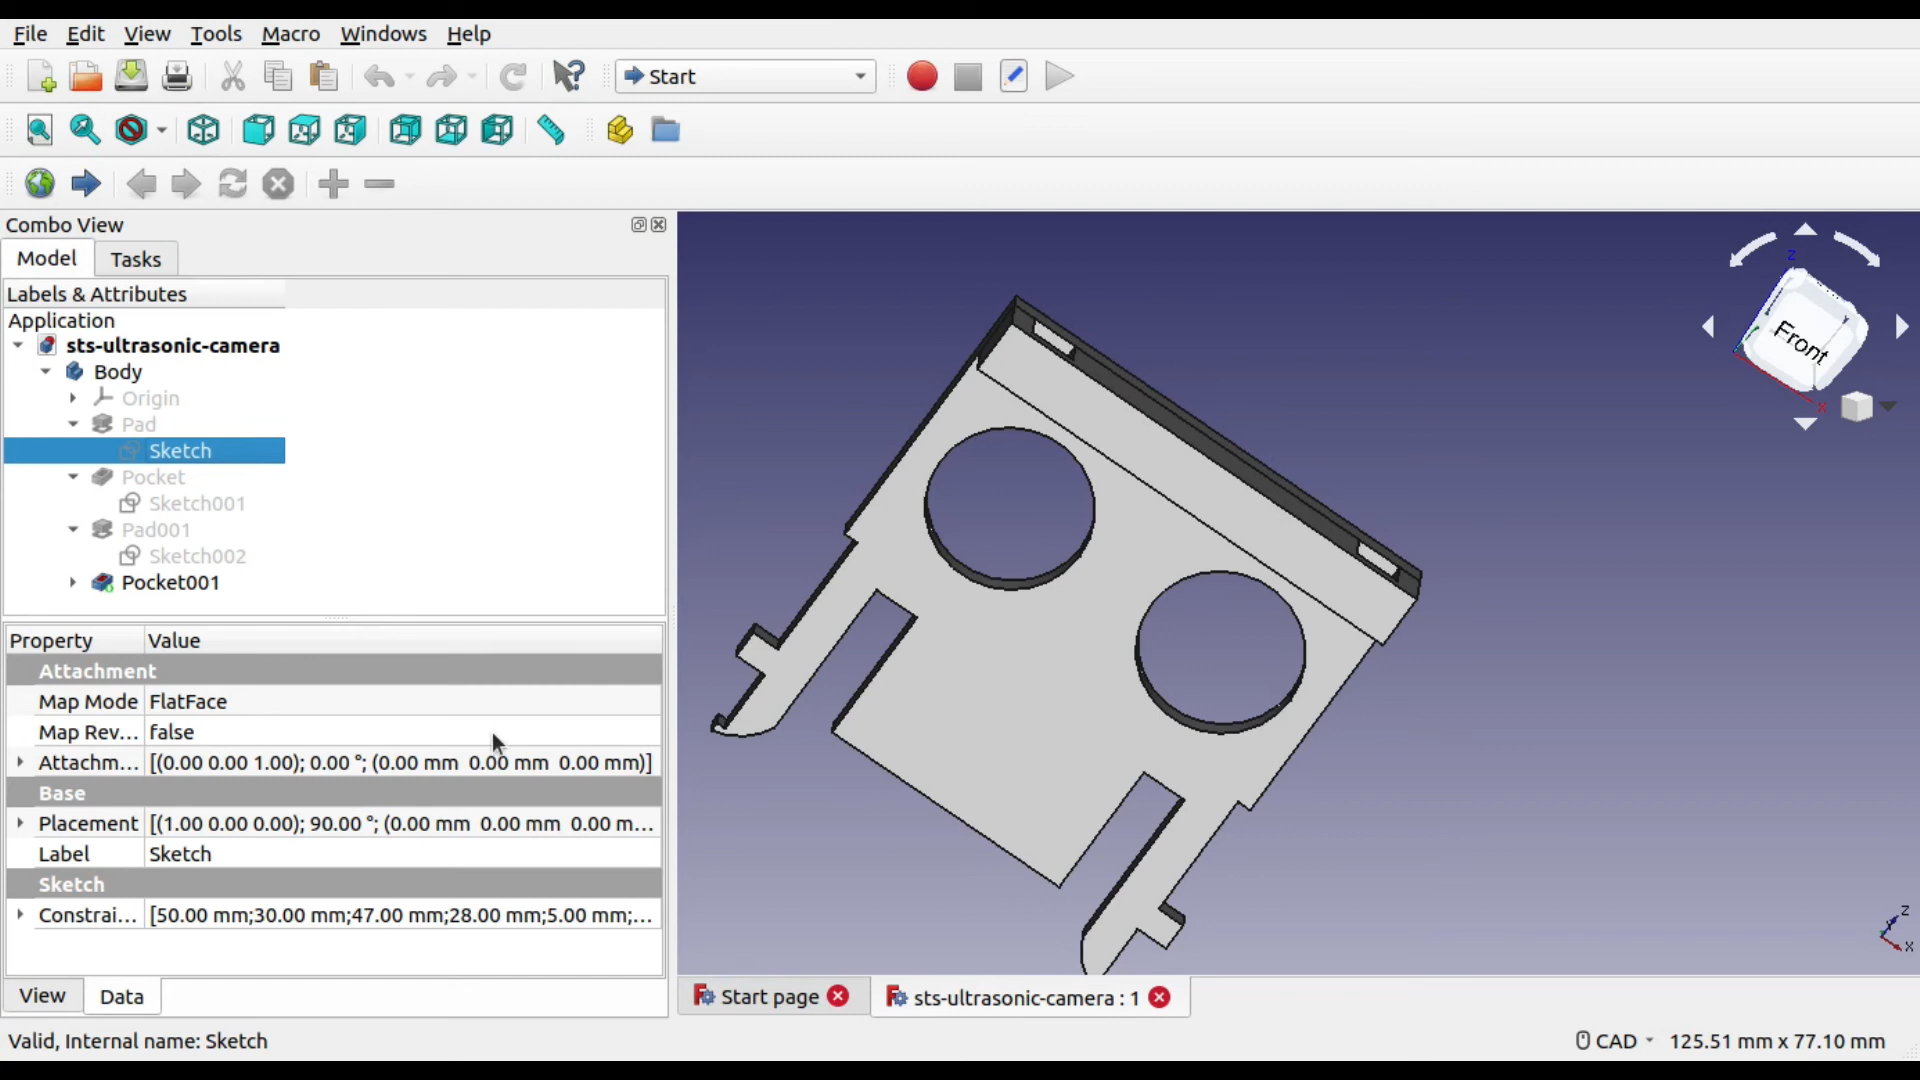 File Edit View Tools Macro Windows Help
Start
Combo View
Model Tasks
Labels & Attributes
Application
sts-ultrasonic-camera
Body
Origin
Pad
Sketch
Pocket
Sketch001
Pad001
Sketch002
Pocket001
Property Value
Attachment
Map Mode FlatFace
Map Rev... false
Attachm... [(0.00 0.00 1.00); 0.00 °; (0.00 mm 0.00 mm 0.00 mm)]
Base
Placement [(1.00 0.00 0.00); 90.00 °; (0.00 mm 0.00 mm 0.00 m...
Label Sketch
Sketch
Constrai... [50.00 mm;30.00 mm;47.00 mm;28.00 mm;5.00 mm;...
View Data
Z
Front
X
Z
X
Start page sts-ultrasonic-camera : 1
Valid, Internal name: Sketch
CAD 125.51 mm x 77.10 mm